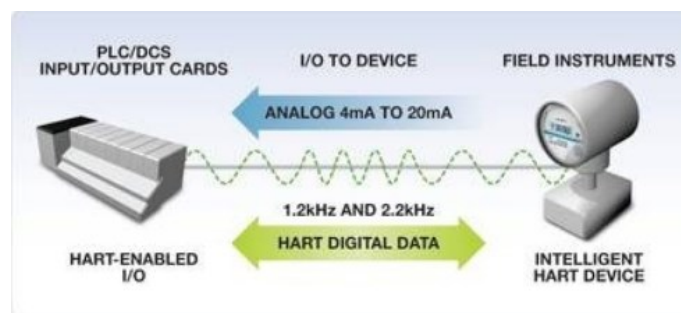 PLC/DCS
INPUT/OUTPUT CARDS
I/O TO DEVICE
FIELD INSTRUMENTS
ANALOG 4mA TO 20mA
1.2kHz AND 2.2kHz
HART DIGITAL DATA
HART-ENABLED
I/O
INTELLIGENT
HART DEVICE